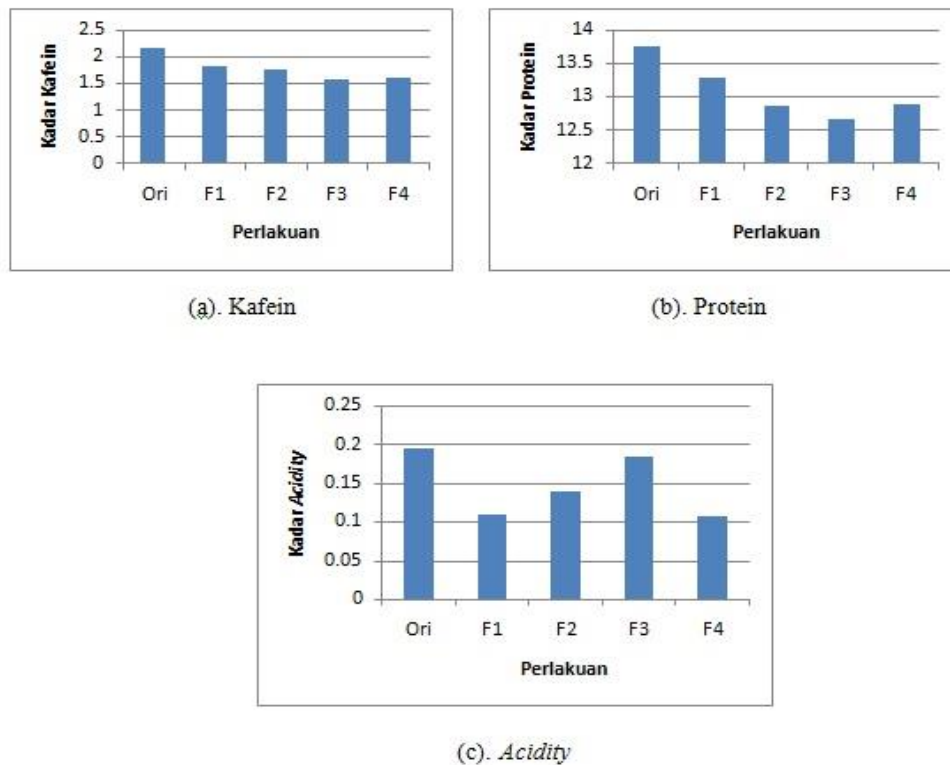 2.5
2
1.5
1
0.5
0
Kadar Kafein
Ori F1 F2 F3 F4
Perlakuan
(a). Kafein
14
13.5
13
12.5
12
Kadar Protein
Ori F1 F2 F3 F4
Perlakuan
(b). Protein
0.25
0.2
0.15
0.1
0.05
0
Kadar Acidity
Ori F1 F2 F3 F4
Perlakuan
(c). Acidity